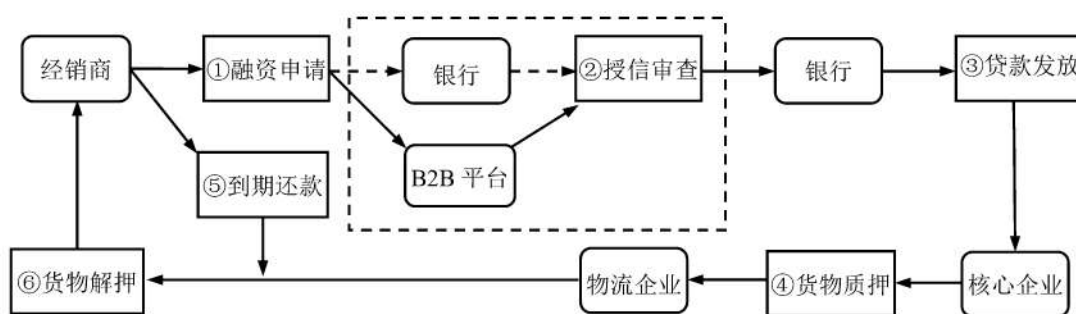 经销商
①融资申请
银行
②授信审查
银行
③贷款发放
B2B 平台
⑤到期还款
⑥货物解押
物流企业
④货物质押
核心企业